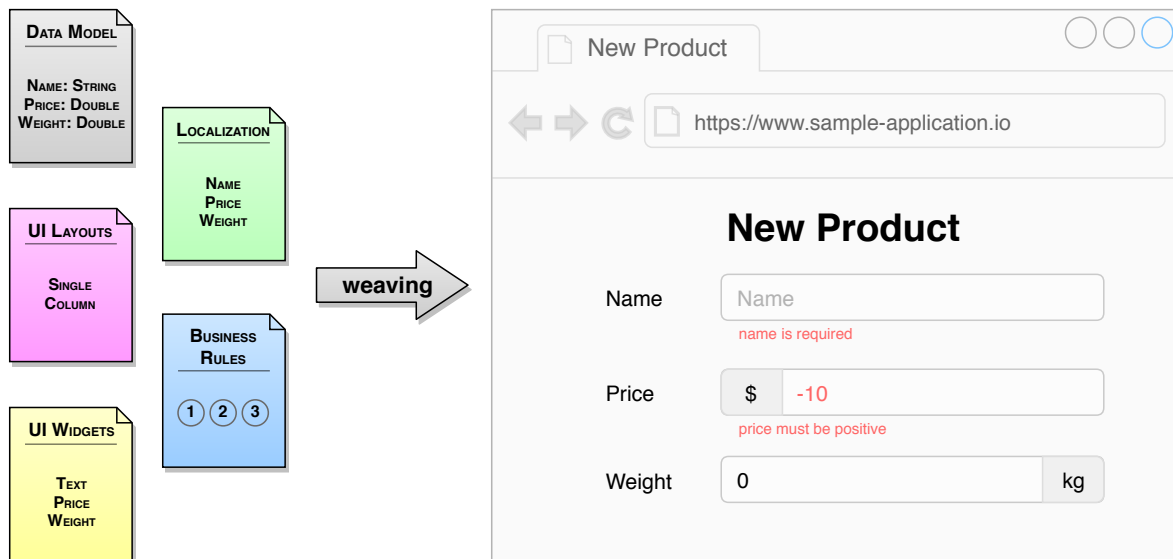 DATA MODEL
NAME: STRING
PRICE: DOUBLE
WEIGHT: DOUBLE
LOCALIZATION
NAME
PRICE
WEIGHT
UI LAYOUTS
SINGLE
COLUMN
BUSINESS
RULES
1 2 3
UI WIDGETS
TEXT
PRICE
WEIGHT
weaving
New Product
https://www.sample-application.io
New Product
Name Name
name is required
Price $ -10
price must be positive
Weight 0 kg